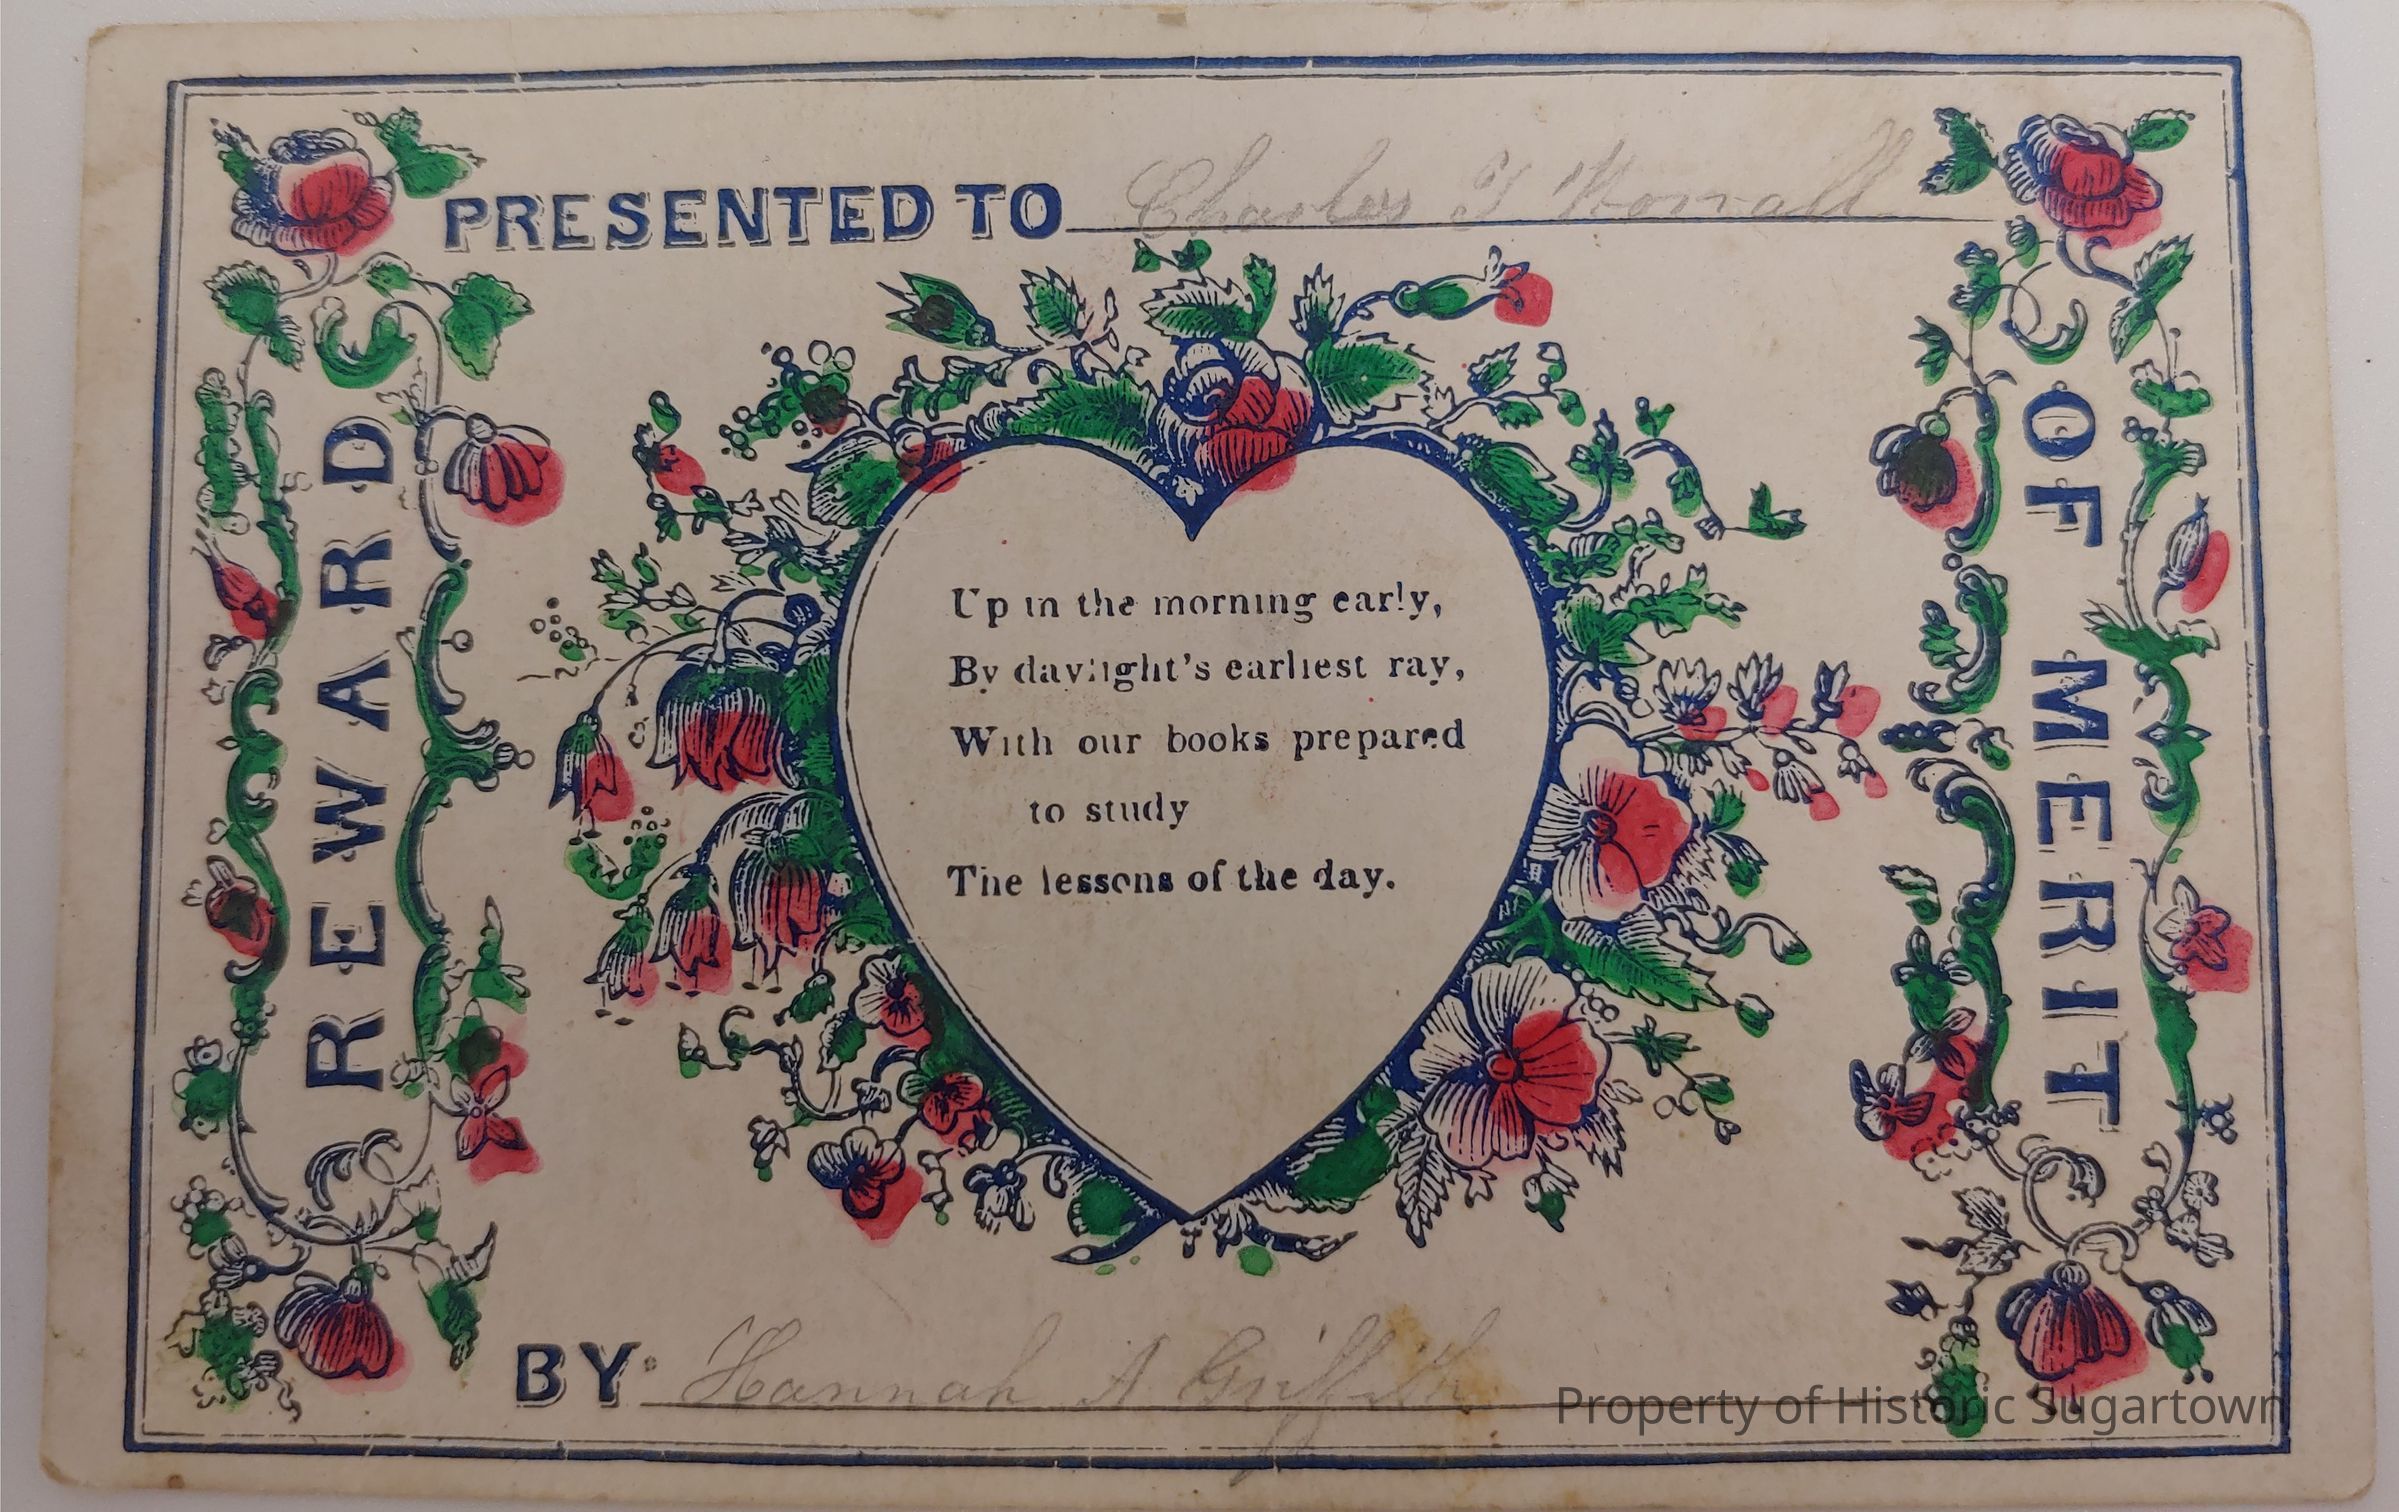 PRESENTED TO Charles T Worrall
REWARD
OF MERIT
Up in the morning early,
By daylight's earliest ray,
With our books prepared
to study
The lessons of the day.
BY Hannah A Griffith
Property of Historic Sugartown